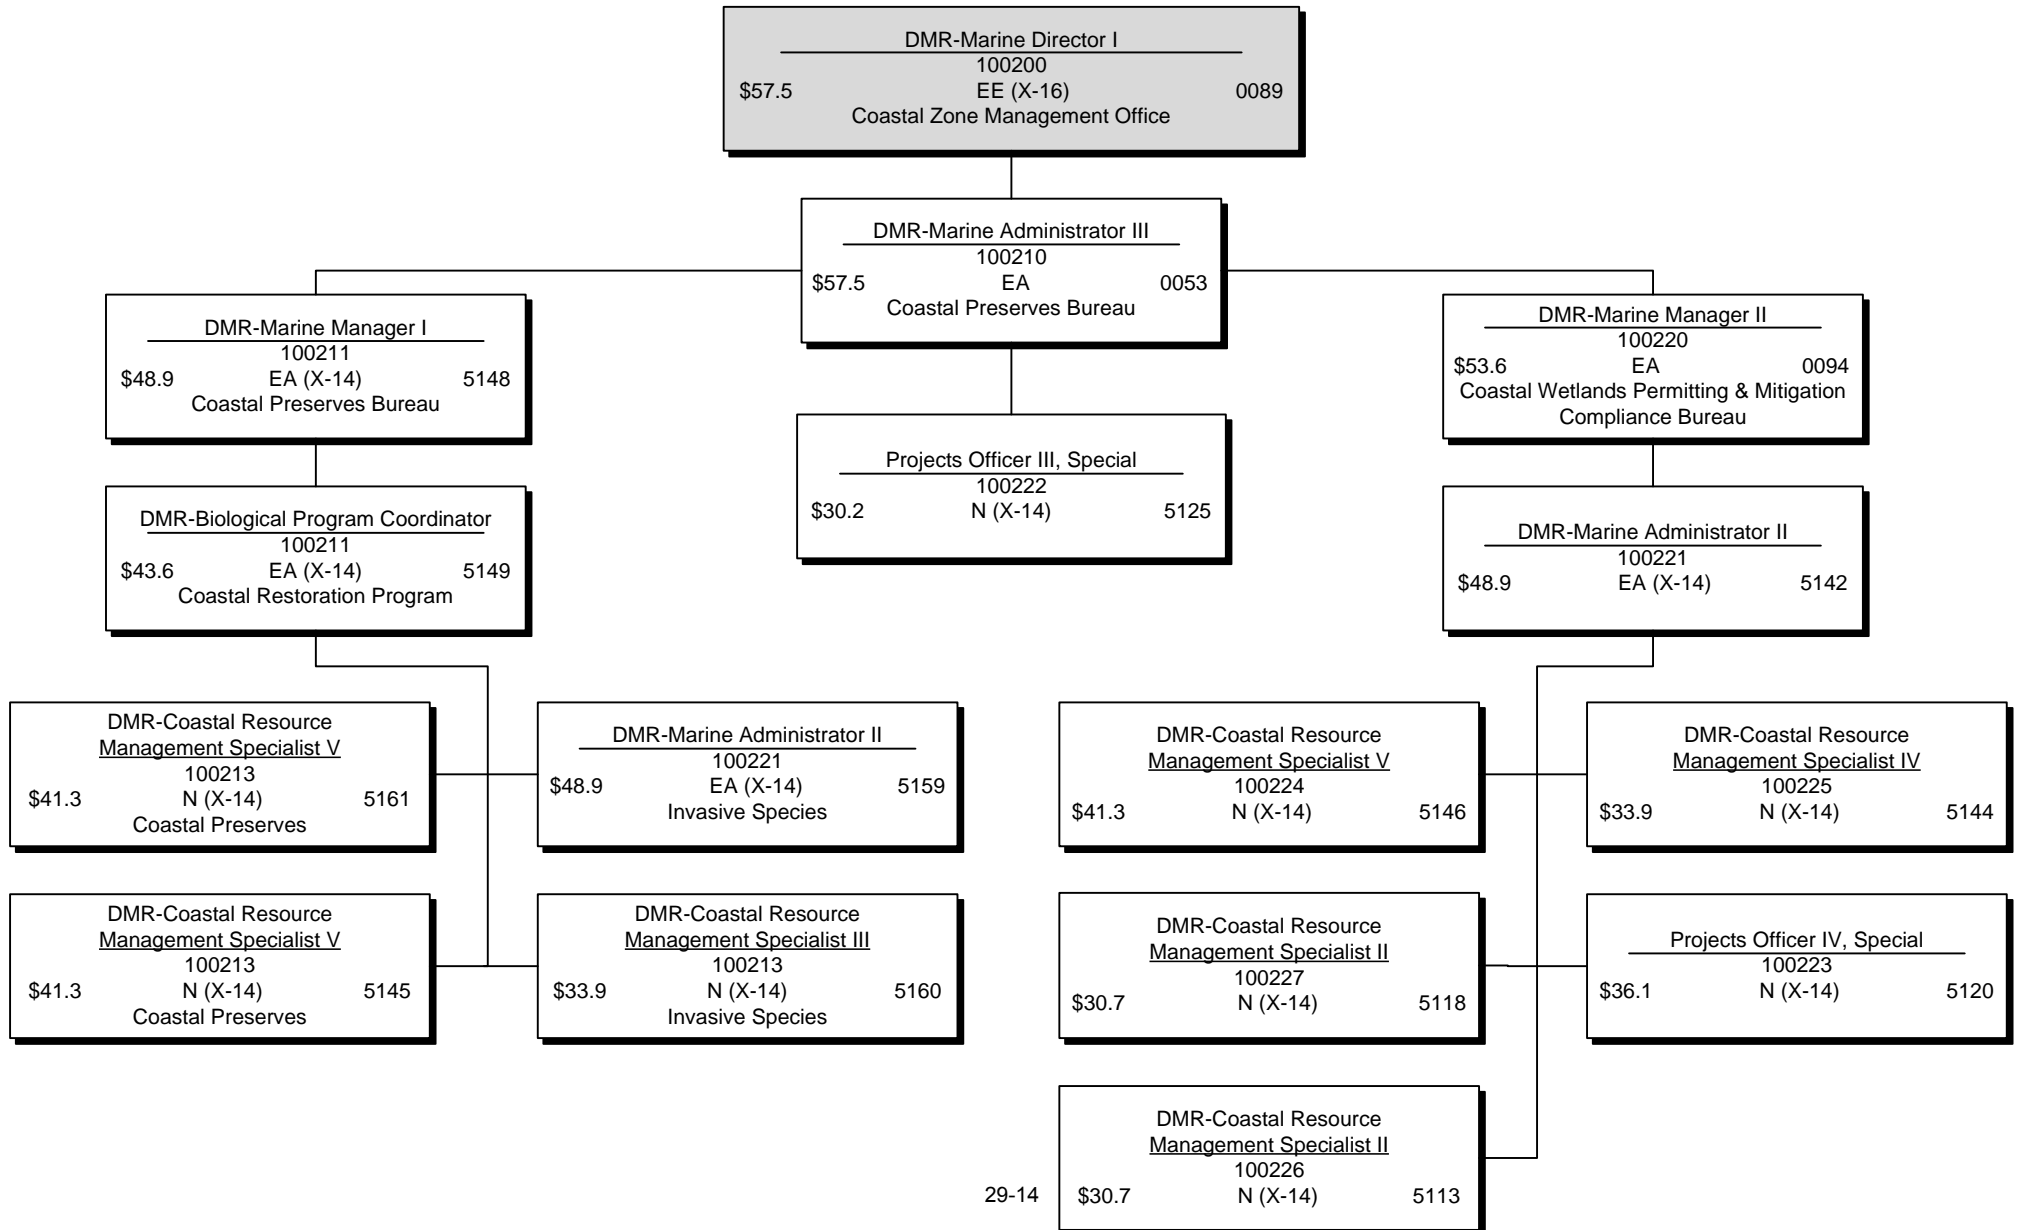 DMR-Marine Director I
100200
$57.5 EE (X-16) 0089
Coastal Zone Management Office
DMR-Marine Administrator III
100210
$57.5 EA 0053
Coastal Preserves Bureau
DMR-Marine Manager I
100211
$48.9 EA (X-14) 5148
Coastal Preserves Bureau
DMR-Marine Manager II
100220
$53.6 EA 0094
Coastal Wetlands Permitting & Mitigation
Compliance Bureau
Projects Officer III, Special
100222
$30.2 N (X-14) 5125
DMR-Biological Program Coordinator
100211
$43.6 EA (X-14) 5149
Coastal Restoration Program
DMR-Marine Administrator II
100221
$48.9 EA (X-14) 5142
DMR-Coastal Resource
Management Specialist V
100213
$41.3 N (X-14) 5161
Coastal Preserves
DMR-Marine Administrator II
100221
$48.9 EA (X-14) 5159
Invasive Species
DMR-Coastal Resource
Management Specialist V
100224
$41.3 N (X-14) 5146
DMR-Coastal Resource
Management Specialist IV
100225
$33.9 N (X-14) 5144
DMR-Coastal Resource
Management Specialist V
100213
$41.3 N (X-14) 5145
Coastal Preserves
DMR-Coastal Resource
Management Specialist III
100213
$33.9 N (X-14) 5160
Invasive Species
DMR-Coastal Resource
Management Specialist II
100227
$30.7 N (X-14) 5118
Projects Officer IV, Special
100223
$36.1 N (X-14) 5120
DMR-Coastal Resource
Management Specialist II
100226
$30.7 N (X-14) 5113
29-14